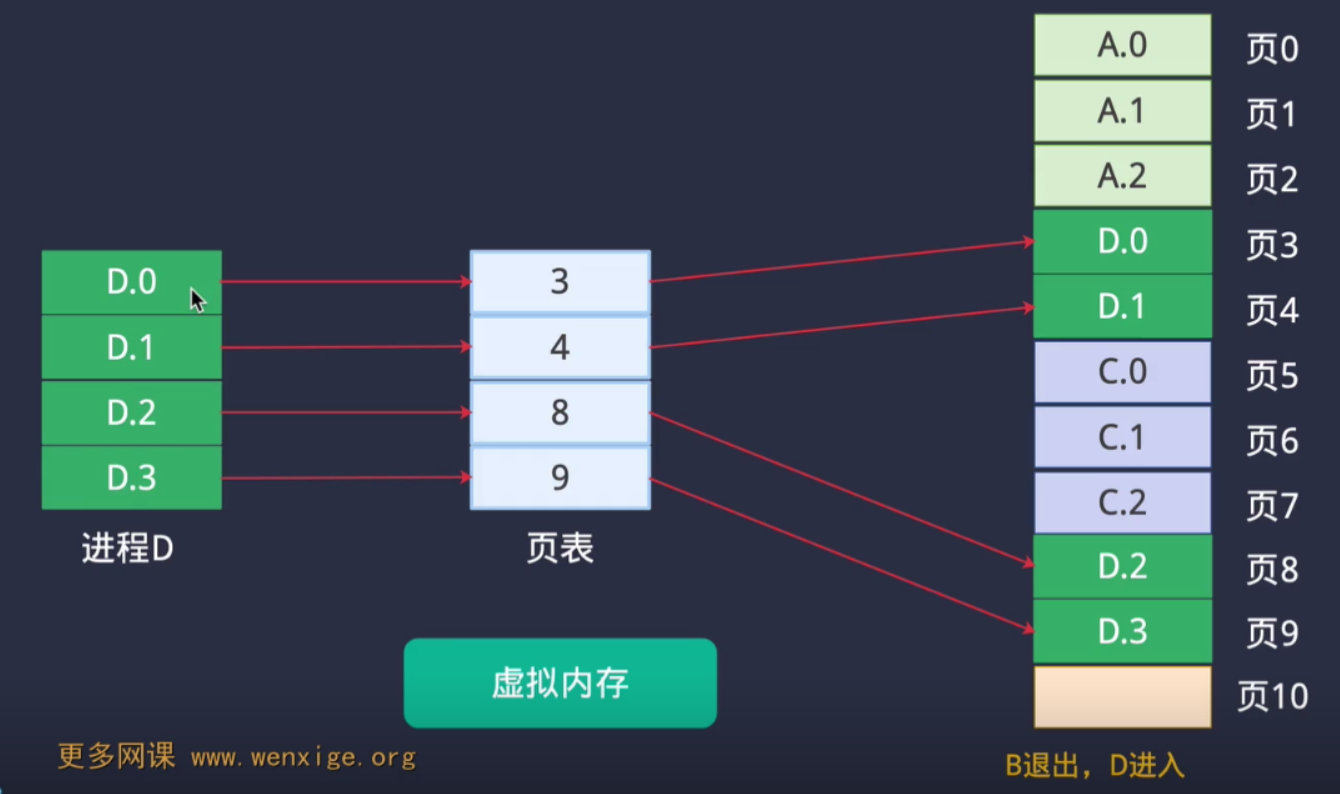 A.0 页0
A.1 页1
A.2 页2
D.0 3 D.0 页3
D.1 4 D.1 页4
D.2 8 C.0 页5
D.3 9 C.1 页6
进程D 页表 C.2 页7
D.2 页8
D.3 页9
虚拟内存 页10
更多网课 www.wenxige.org
B退出，D进入